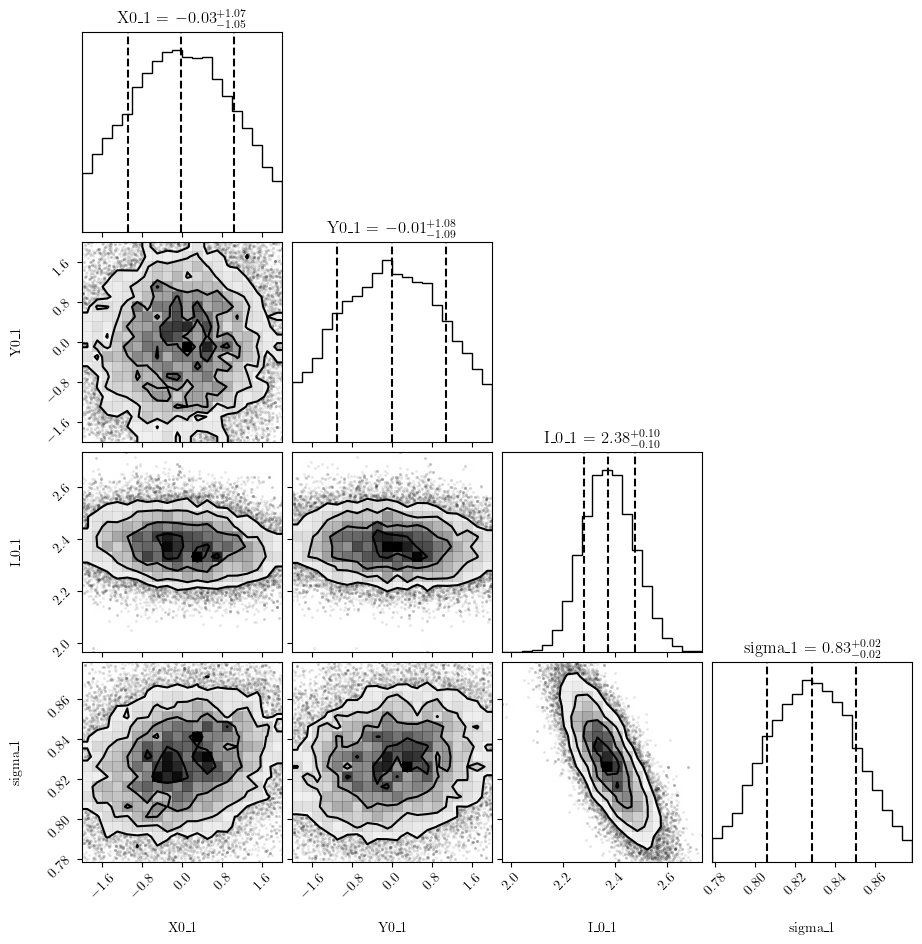 X0_1 = −0.03+1.07−1.05
Y0_1 = −0.01+1.08−1.09
1.6
0.8
0.0
−0.8
−1.6
Y0_1
I_0_1 = 2.38+0.10−0.10
2.6
2.4
2.2
2.0
I_0_1
sigma_1 = 0.83+0.02−0.02
0.86
0.84
0.82
0.80
0.78
sigma_1
−1.6 −0.8 0.0 0.8 1.6 −1.6 −0.8 0.0 0.8 1.6 2.0 2.2 2.4 2.6 0.78 0.80 0.82 0.84 0.86
X0_1 Y0_1 I_0_1 sigma_1